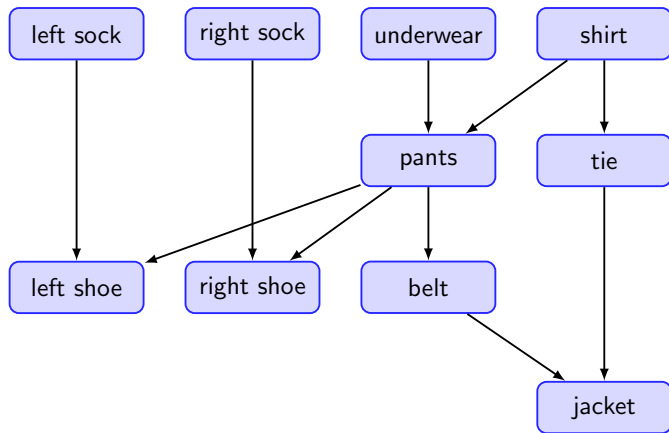 left sock
right sock
underwear
shirt
pants
tie
left shoe
right shoe
belt
jacket